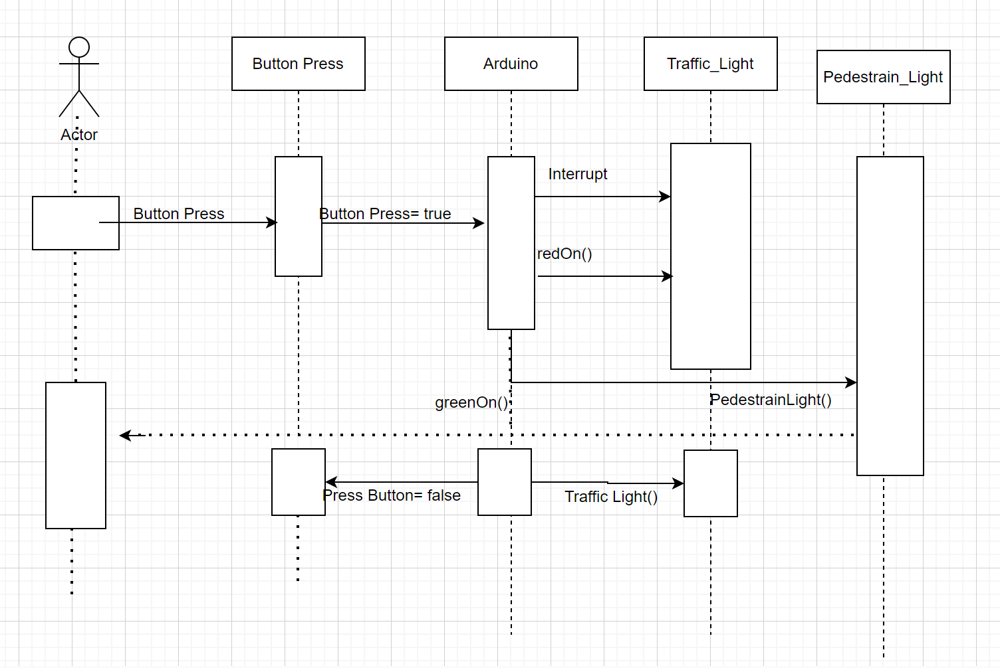 Actor
Button Press
Arduino
Traffic_Light
Pedestrain_Light
Interrupt
Button Press
Button Press= true
redOn()
greenOn()
PedestrainLight()
Press Button= false
Traffic Light()